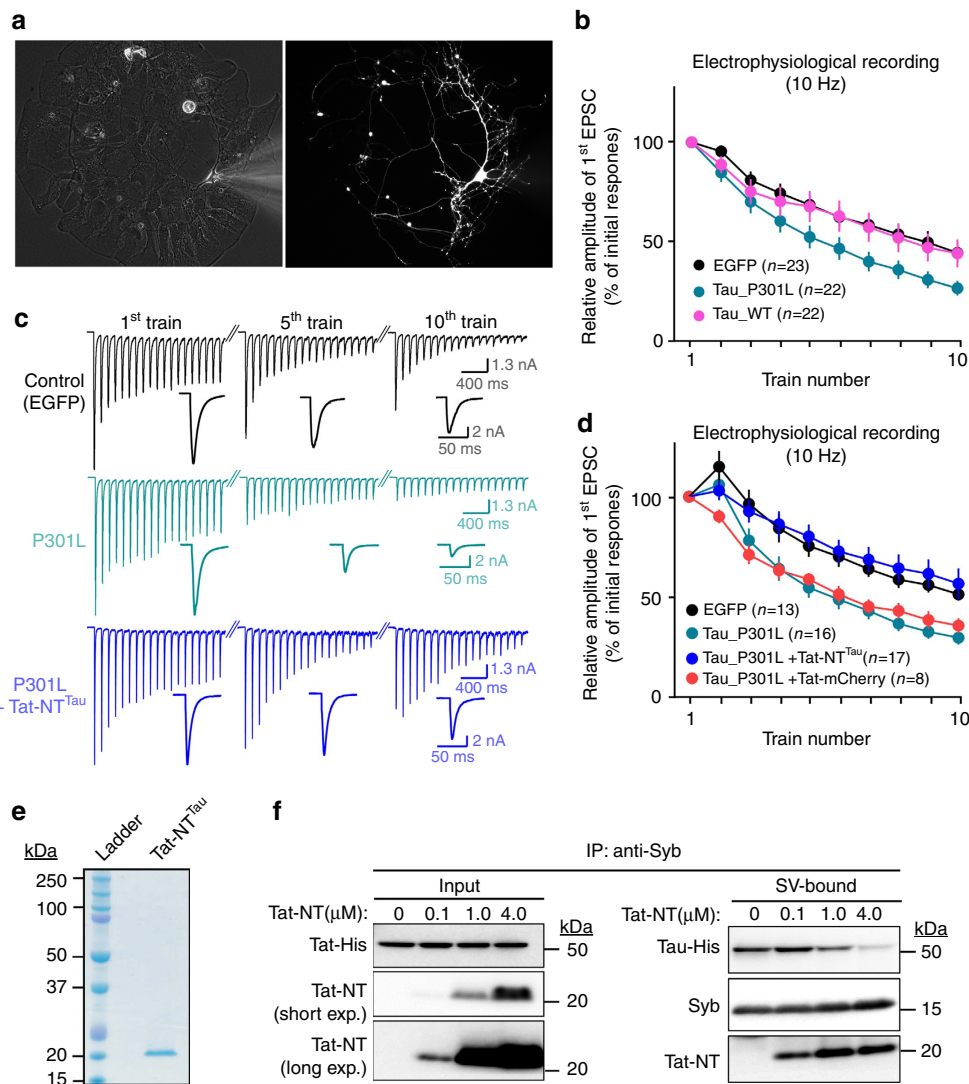 a
b
Electrophysiological recording
(10 Hz)
Relative amplitude of 1st EPSC
(% of initial respones)
100
50
0
EGFP (n=23)
Tau_P301L (n=22)
Tau_WT (n=22)
1
10
Train number
c
1st train
5th train
10th train
Control
(EGFP)
1.3 nA
400 ms
2 nA
50 ms
P301L
1.3 nA
400 ms
2 nA
50 ms
P301L
- Tat-NTTau
1.3 nA
400 ms
2 nA
50 ms
d
Electrophysiological recording
(10 Hz)
Relative amplitude of 1st EPSC
(% of initial respones)
100
50
0
EGFP (n=13)
Tau_P301L (n=16)
Tau_P301L +Tat-NTTau(n=17)
Tau_P301L +Tat-mCherry (n=8)
1
10
Train number
e
kDa
Ladder
Tat-NTTau
250
100
50
37
20
15
f
IP: anti-Syb
Input
Tat-NT(μM): 0 0.1 1.0 4.0
kDa
Tat-His
50
Tat-NT
(short exp.)
20
Tat-NT
(long exp.)
20
SV-bound
Tat-NT(μM): 0 0.1 1.0 4.0
kDa
Tau-His
50
Syb
15
Tat-NT
20